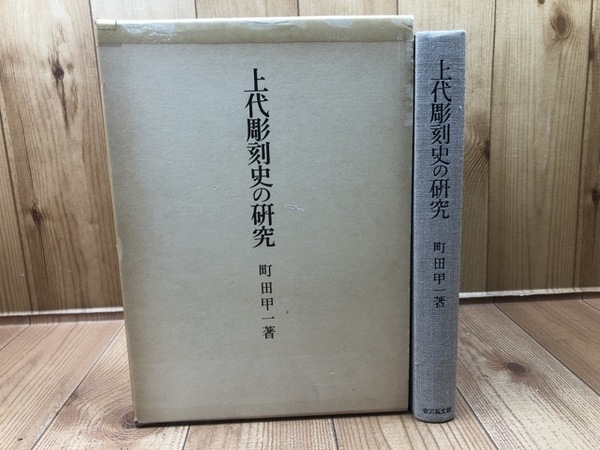 上代彫刻史の研究
町田甲一著
上代彫刻史の研究
町田甲一著
吉川弘文館